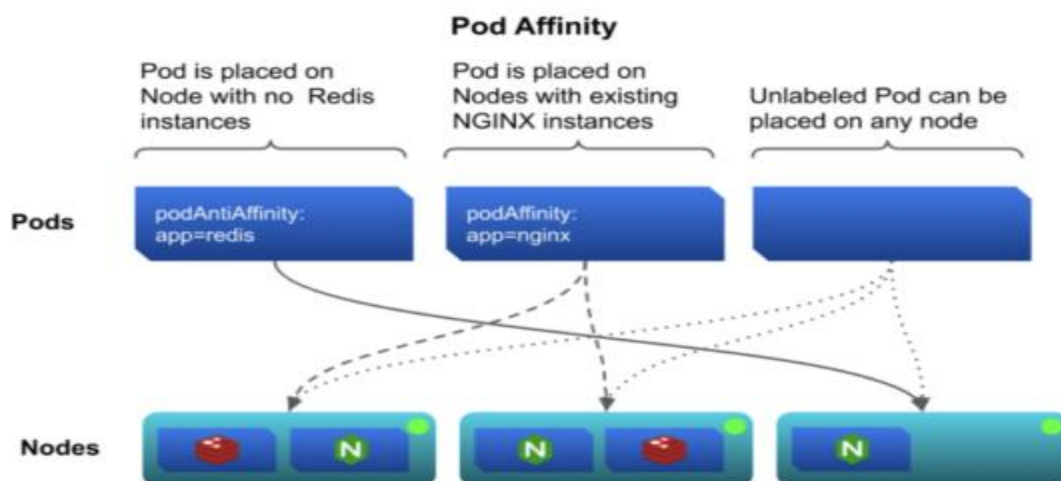 Pod Affinity
Pod is placed on
Node with no Redis
instances
Pod is placed on
Nodes with existing
NGINX instances
Unlabeled Pod can be
placed on any node
Pods
podAntiAffinity:
app=redis
podAffinity:
app=nginx
Nodes
N
N
N